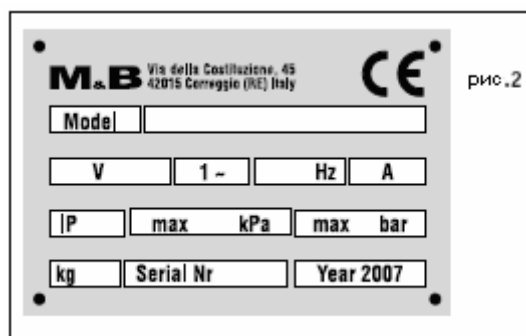 M&B Via della Costituzione, 45
42015 Correggio (RE) Italy
CE
рис.2
Model
V 1~ Hz A
IP max kPa max bar
kg Serial Nr Year 2007